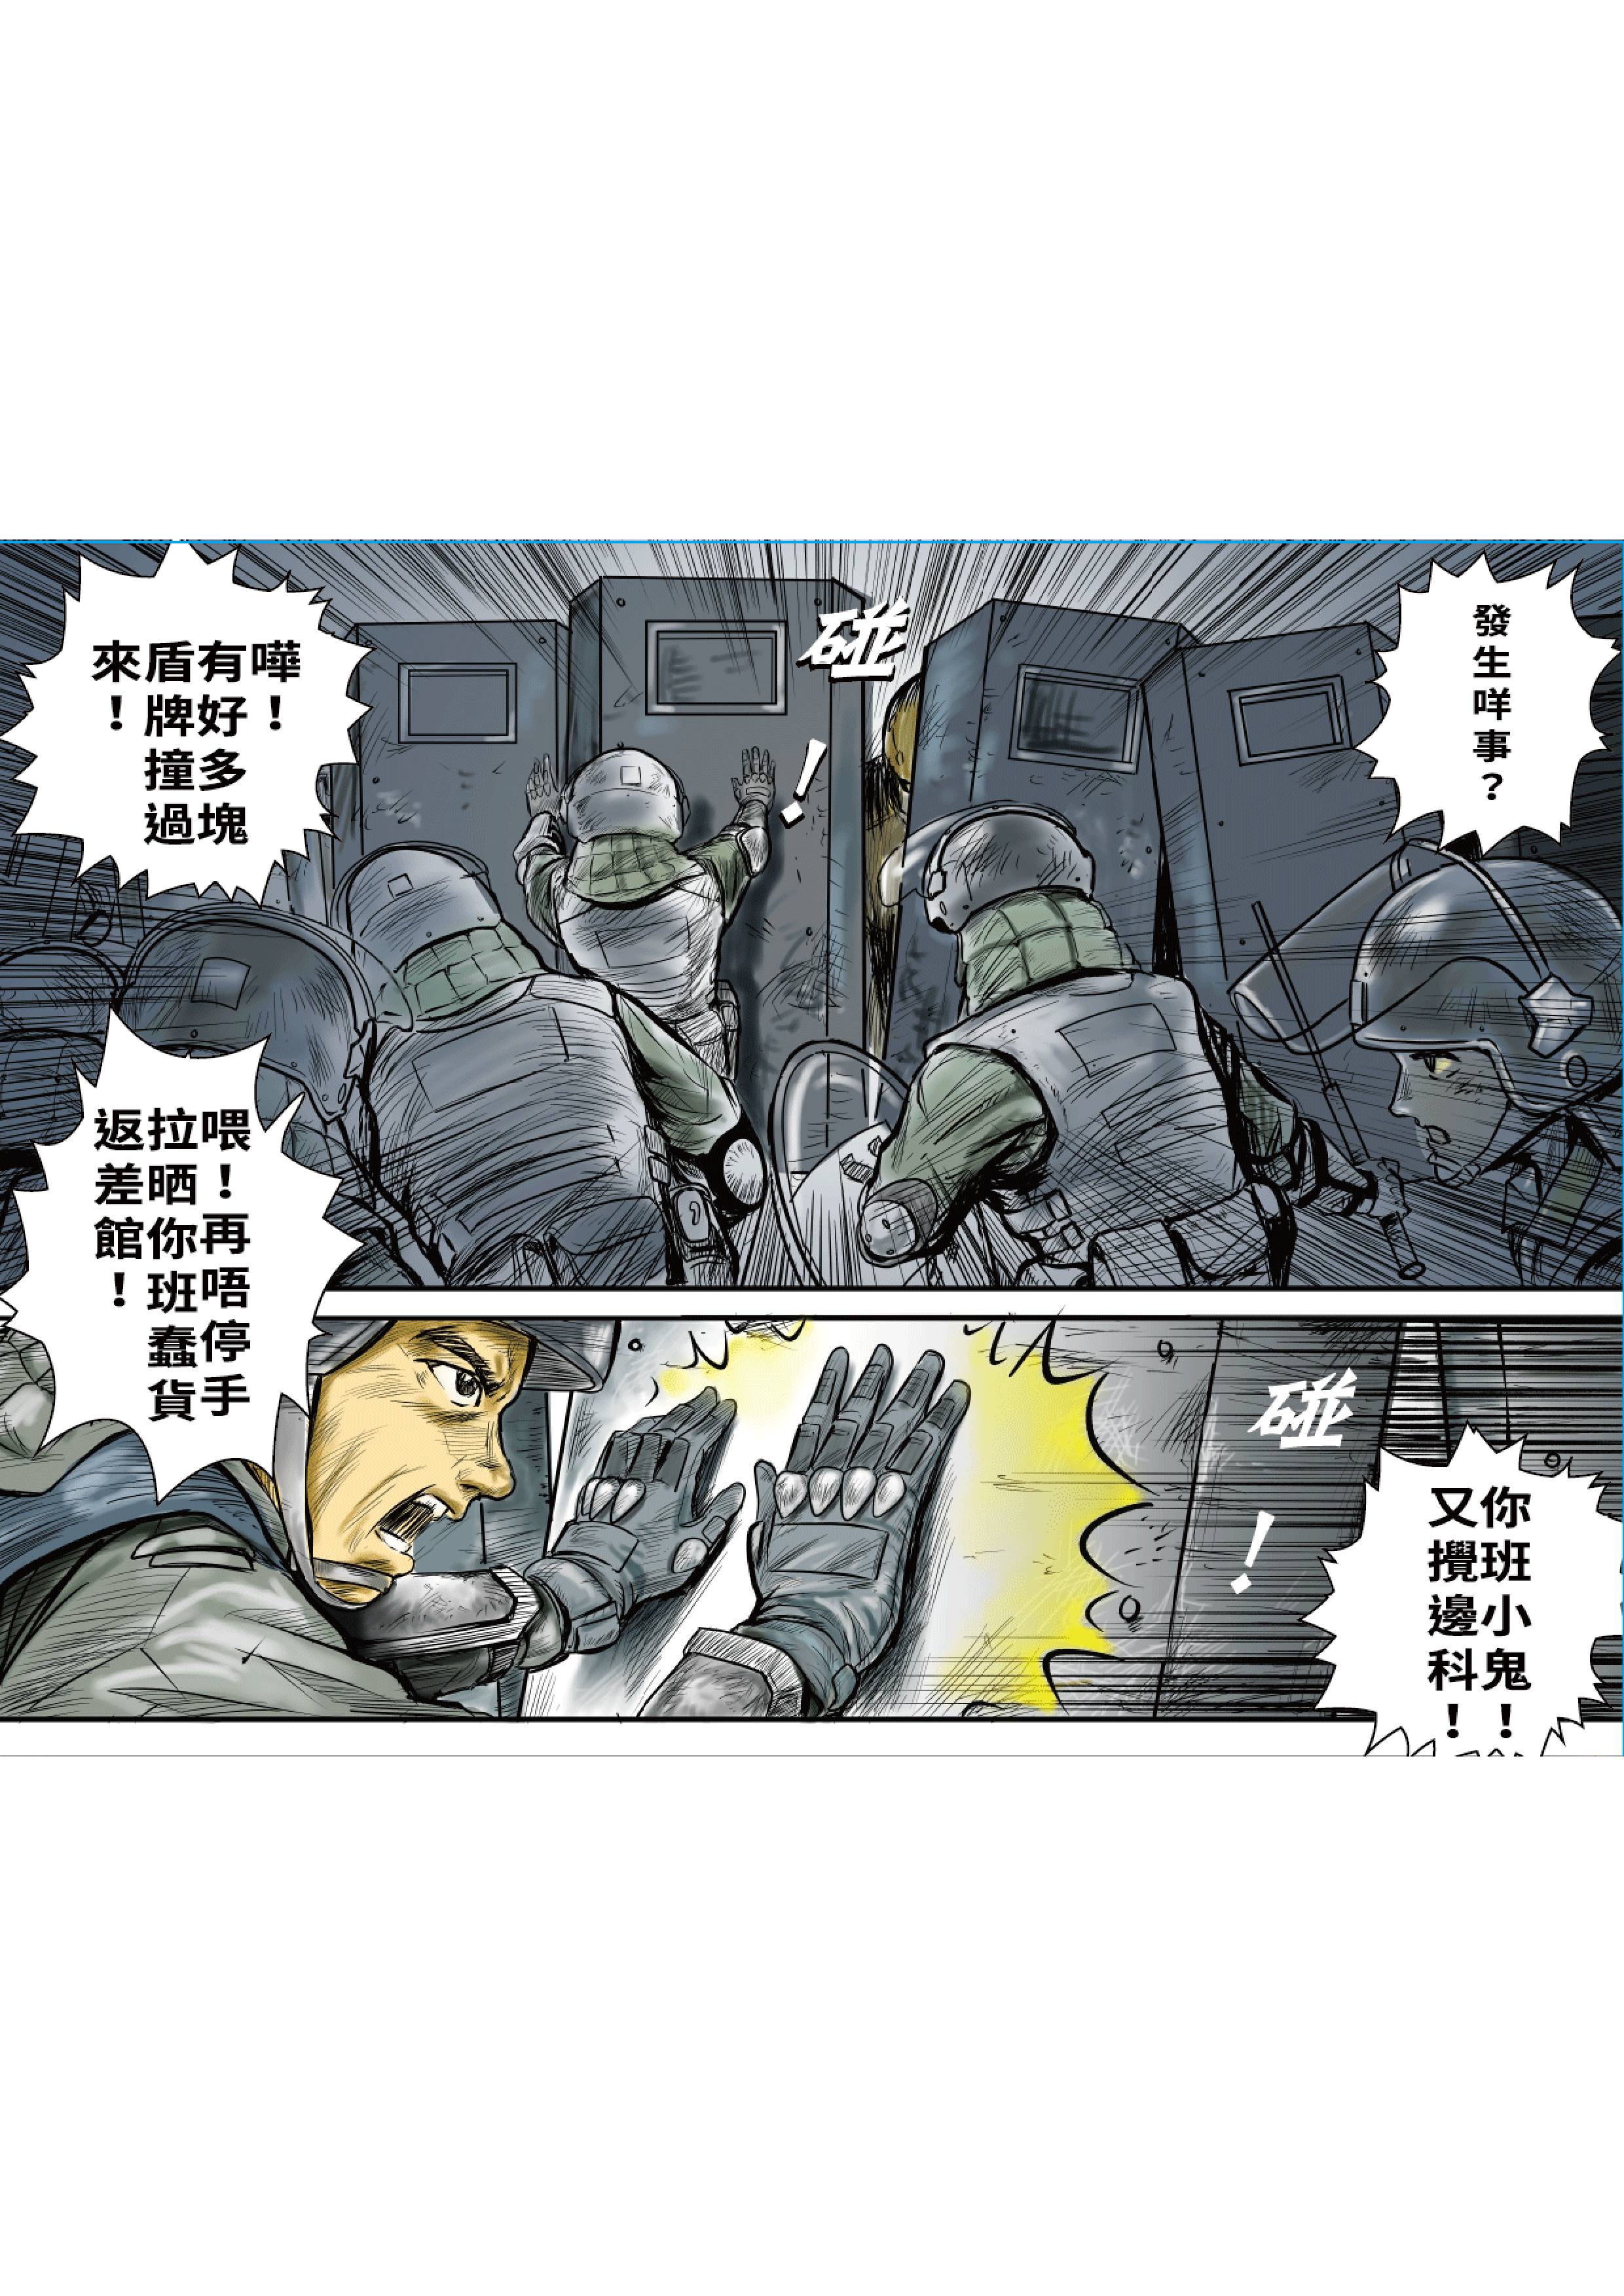 發生咩事？
碰！
嘩！
有好多塊
盾牌撞過
來！
你班小鬼！
又攪邊科！
碰！
喂！再唔停手
拉晒你班蠢貨
返差館！